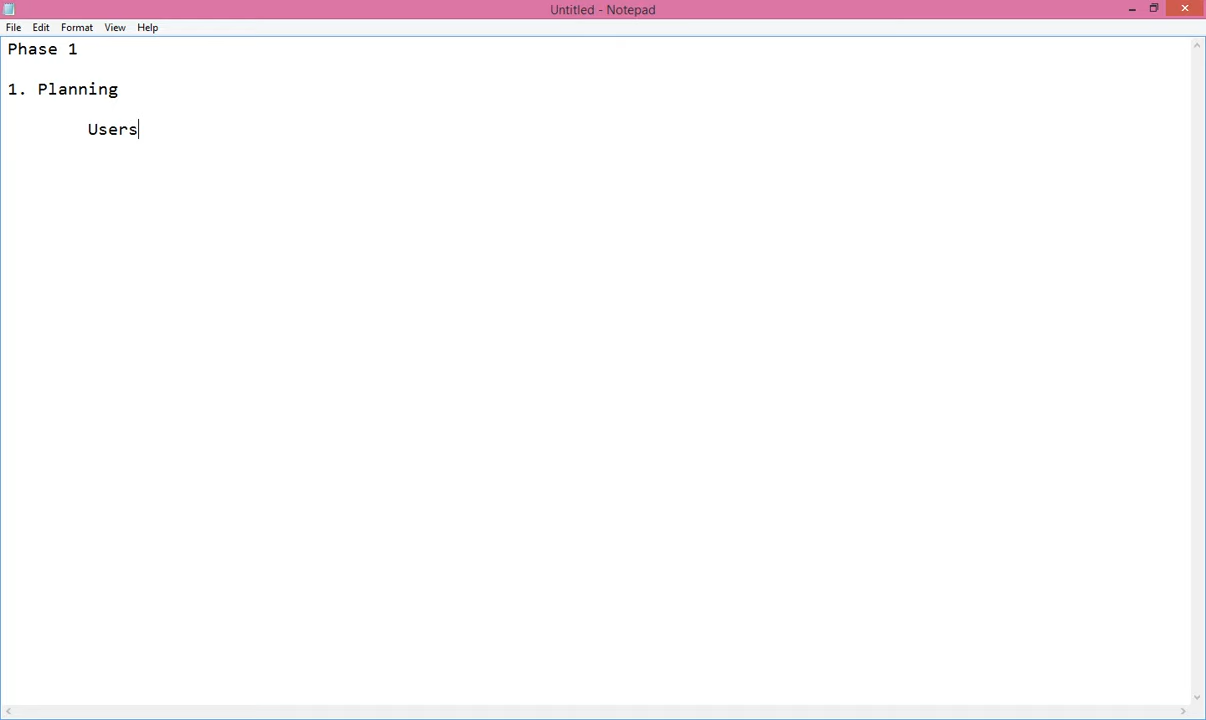 Untitled - Notepad
File Edit Format View Help
Phase 1
1. Planning
Users